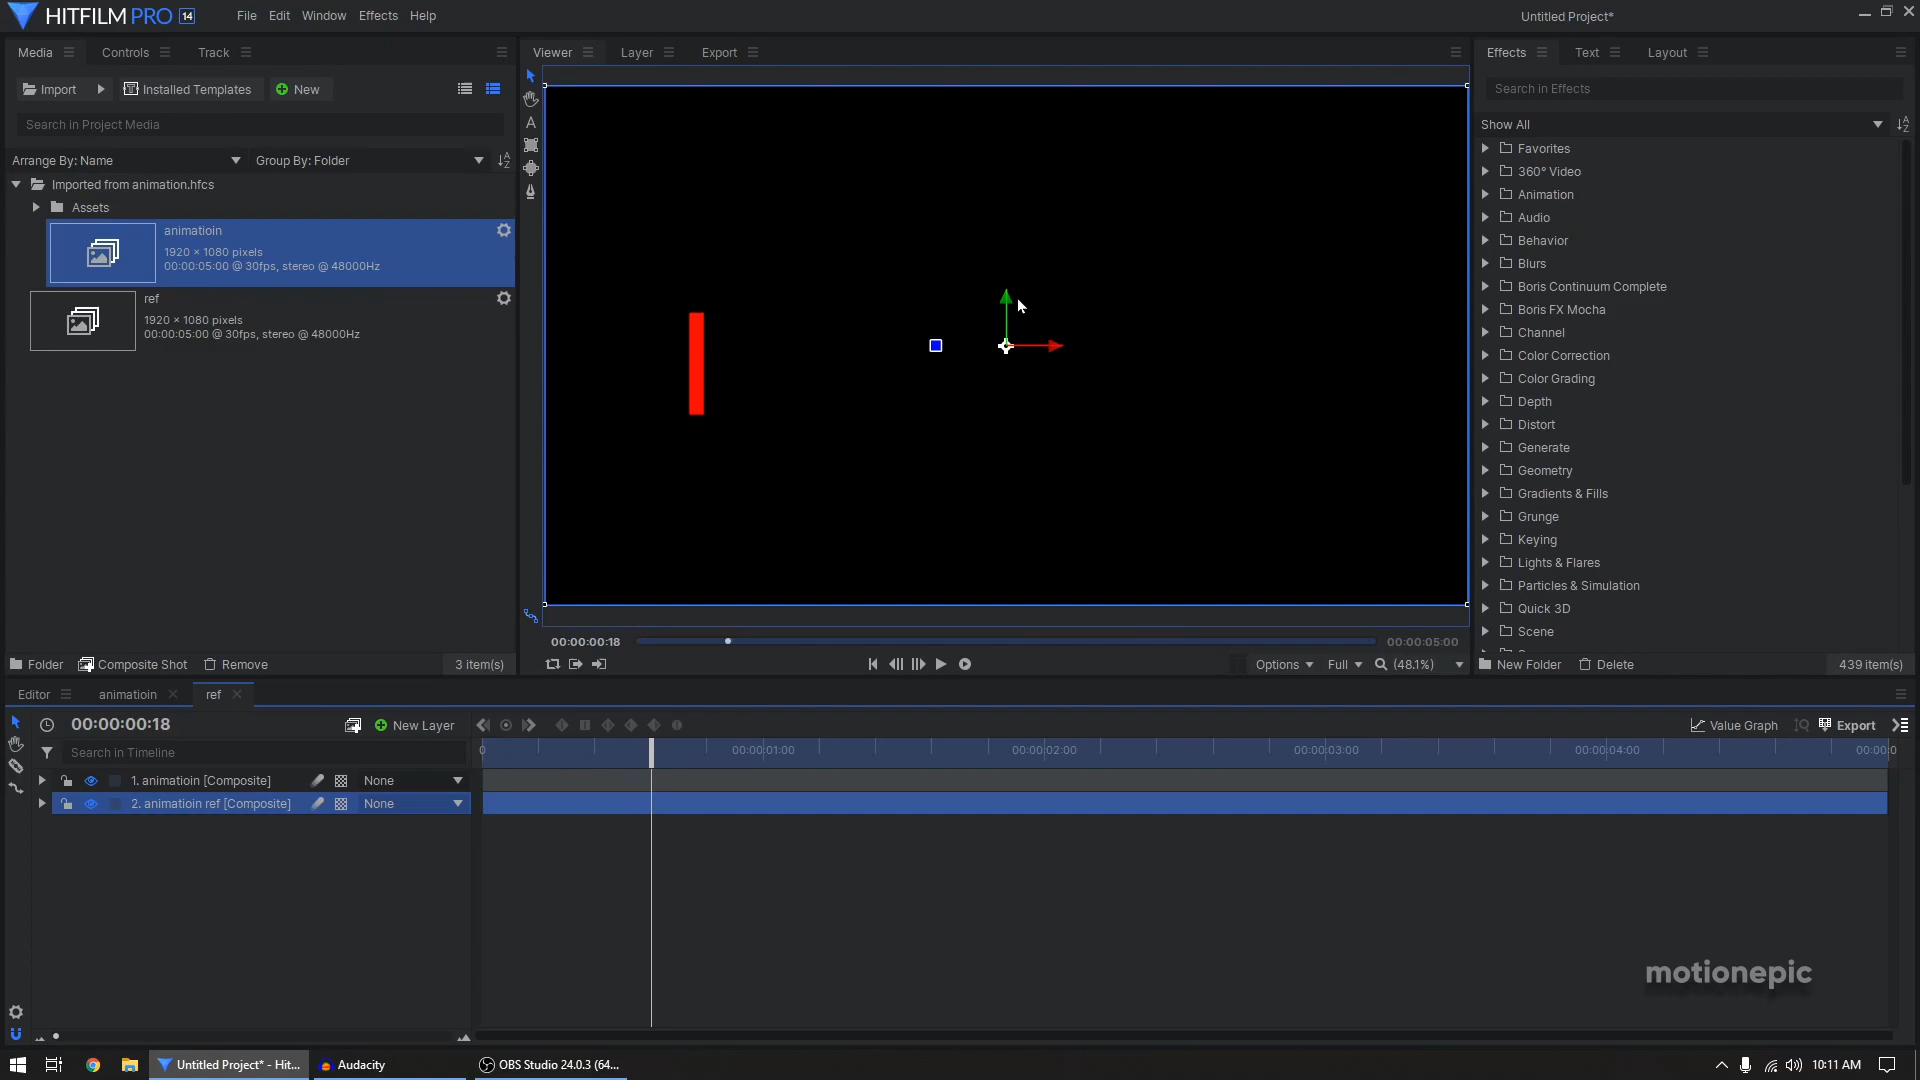 HITFILM PRO 14
File Edit Window Effects Help
Untitled Project*
Media Controls Track
Viewer Layer Export
Effects Text Layout
Import Installed Templates New
Search in Effects
Search in Project Media
Show All
Arrange By: Name Group By: Folder
Imported from animation.hfcs
Assets
animatioin
1920 × 1080 pixels
00:00:05:00 @ 30fps, stereo @ 48000Hz
ref
1920 × 1080 pixels
00:00:05:00 @ 30fps, stereo @ 48000Hz
A
Favorites
360° Video
Animation
Audio
Behavior
Blurs
Boris Continuum Complete
Boris FX Mocha
Channel
Color Correction
Color Grading
Depth
Distort
Generate
Geometry
Gradients & Fills
Grunge
Keying
Lights & Flares
Particles & Simulation
Quick 3D
Scene
00:00:00:18 00:00:05:00
Folder Composite Shot Remove 3 item(s)
Options Full (48.1%)
New Folder Delete 439 item(s)
Editor animatioin ref
00:00:00:18 New Layer Value Graph Export
Search in Timeline
0 00:00:01:00 00:00:02:00 00:00:03:00 00:00:04:00 00:00:0
1. animatioin [Composite] None
2. animatioin ref [Composite] None
motionepic
Untitled Project* - Hit... Audacity OBS Studio 24.0.3 (64... 10:11 AM